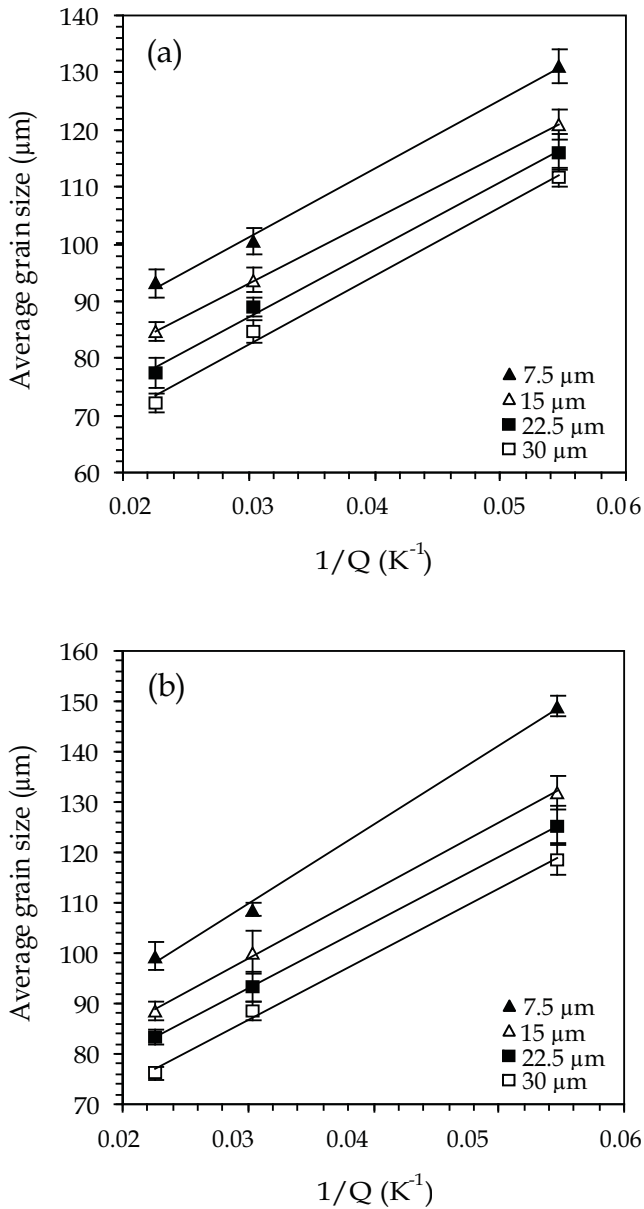 140
130
120
110
100
90
80
70
60
Average grain size (µm)
(a)
▲ 7.5 µm
△ 15 µm
■ 22.5 µm
□ 30 µm
0.02 0.03 0.04 0.05 0.06
1/Q (K⁻¹)
160
150
140
130
120
110
100
90
80
70
Average grain size (µm)
(b)
▲ 7.5 µm
△ 15 µm
■ 22.5 µm
□ 30 µm
0.02 0.03 0.04 0.05 0.06
1/Q (K⁻¹)